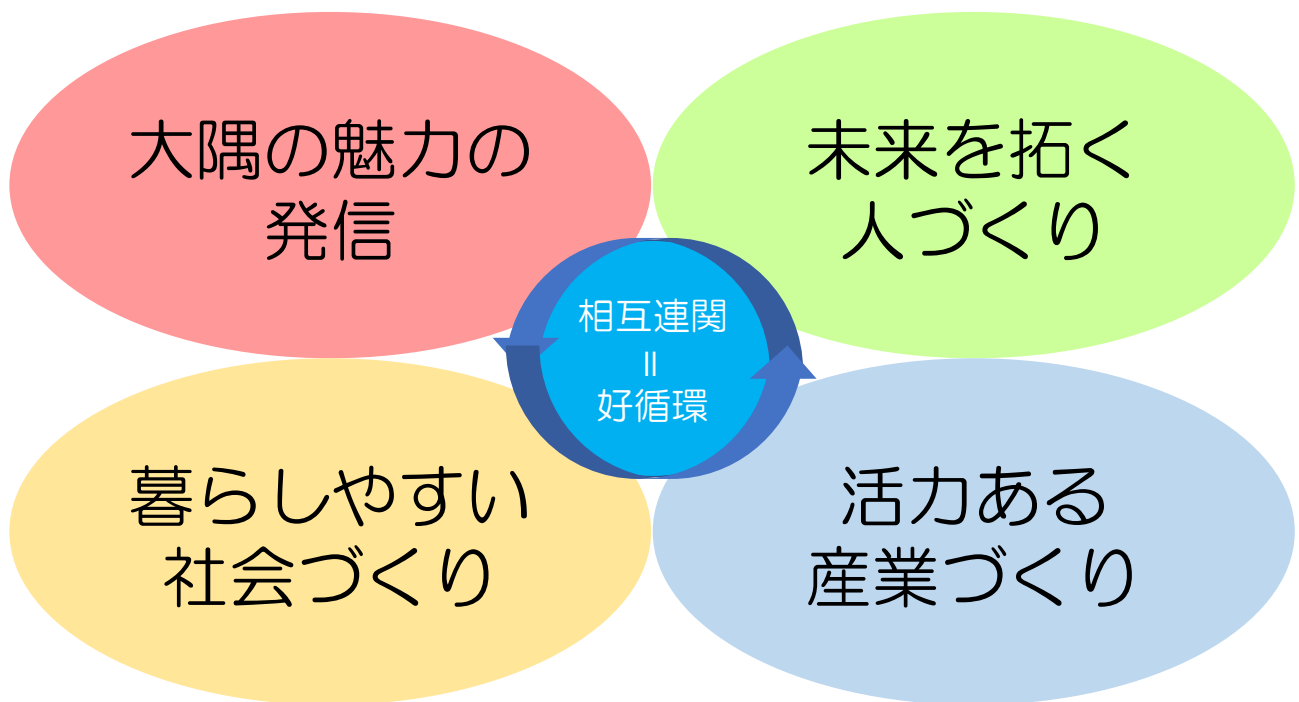 大隅の魅力の
発信
未来を拓く
人づくり
相互連関
＝
好循環
暮らしやすい
社会づくり
活力ある
産業づくり